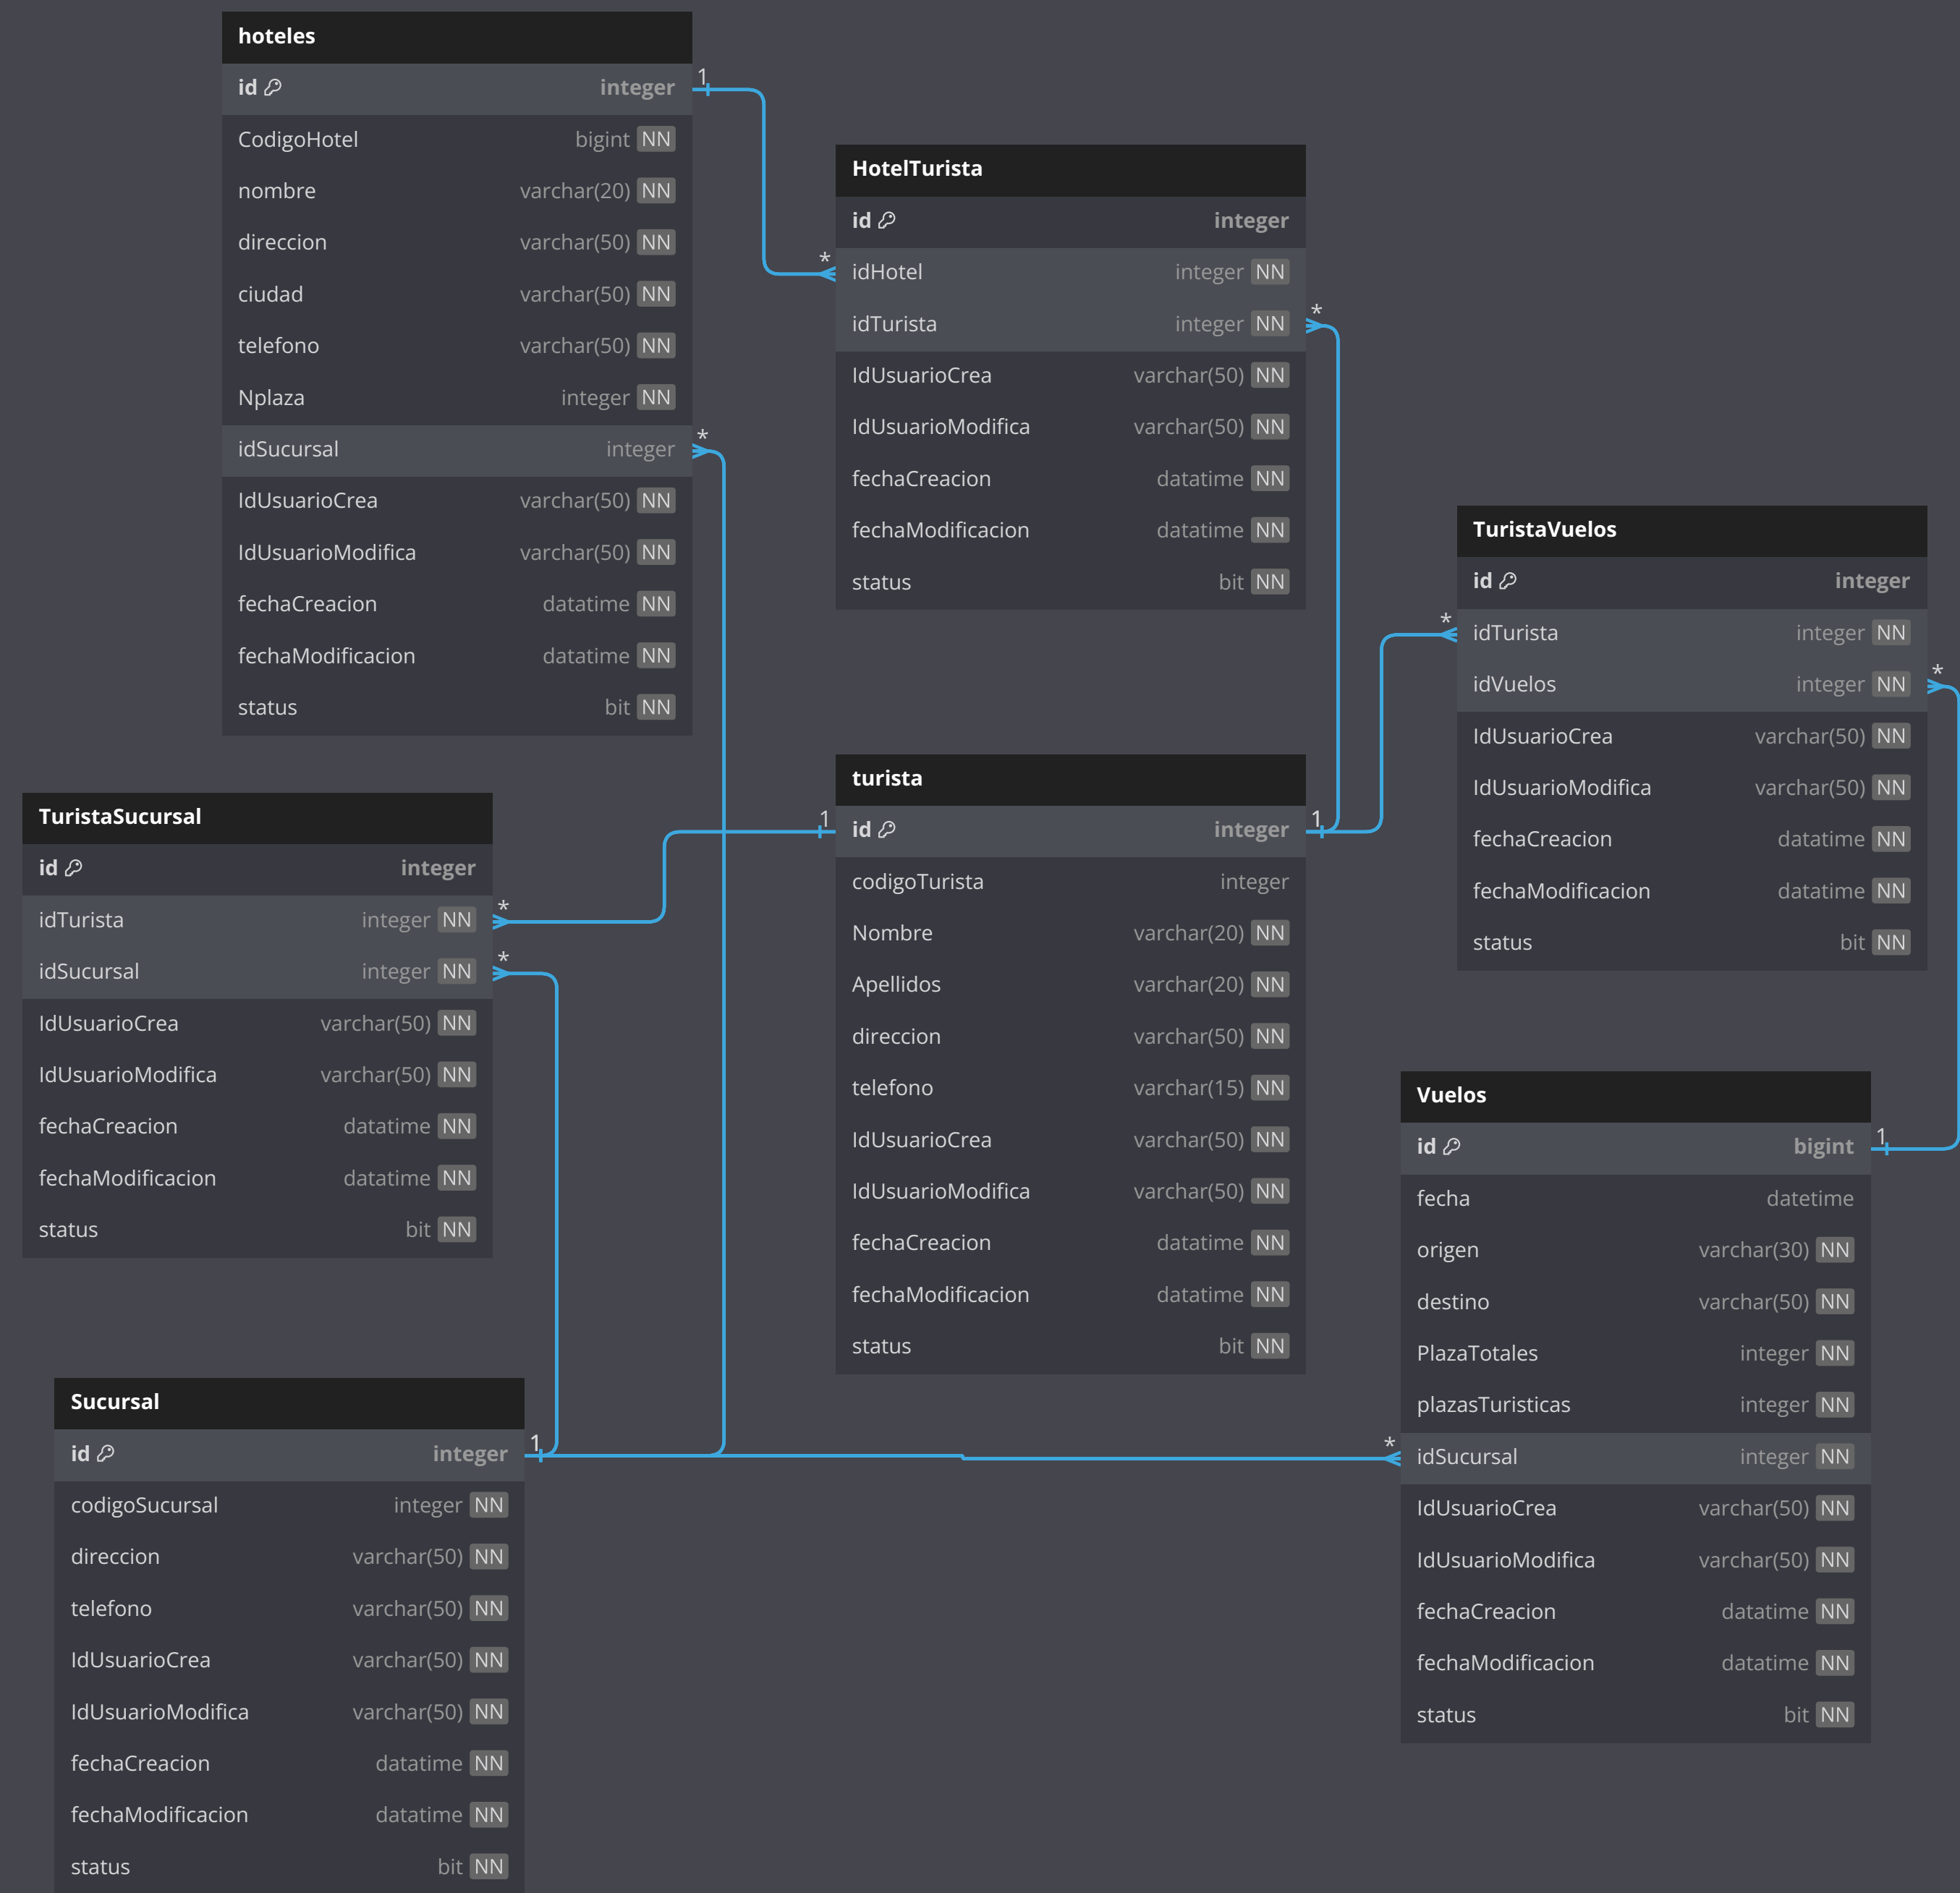 hoteles
id integer
CodigoHotel bigint NN
nombre varchar(20) NN
direccion varchar(50) NN
ciudad varchar(50) NN
telefono varchar(50) NN
Nplaza integer NN
idSucursal integer
IdUsuarioCrea varchar(50) NN
IdUsuarioModifica varchar(50) NN
fechaCreacion datatime NN
fechaModificacion datatime NN
status bit NN
1
*
HotelTurista
id integer
idHotel integer NN
idTurista integer NN
IdUsuarioCrea varchar(50) NN
IdUsuarioModifica varchar(50) NN
fechaCreacion datatime NN
fechaModificacion datatime NN
status bit NN
*
*
TuristaVuelos
id integer
idTurista integer NN
idVuelos integer NN
IdUsuarioCrea varchar(50) NN
IdUsuarioModifica varchar(50) NN
fechaCreacion datatime NN
fechaModificacion datatime NN
status bit NN
*
*
TuristaSucursal
id integer
idTurista integer NN
idSucursal integer NN
IdUsuarioCrea varchar(50) NN
IdUsuarioModifica varchar(50) NN
fechaCreacion datatime NN
fechaModificacion datatime NN
status bit NN
*
*
turista
id integer
codigoTurista integer
Nombre varchar(20) NN
Apellidos varchar(20) NN
direccion varchar(50) NN
telefono varchar(15) NN
IdUsuarioCrea varchar(50) NN
IdUsuarioModifica varchar(50) NN
fechaCreacion datatime NN
fechaModificacion datatime NN
status bit NN
1
1
Vuelos
id bigint
fecha datetime
origen varchar(30) NN
destino varchar(50) NN
PlazaTotales integer NN
plazasTuristicas integer NN
idSucursal integer NN
IdUsuarioCrea varchar(50) NN
IdUsuarioModifica varchar(50) NN
fechaCreacion datatime NN
fechaModificacion datatime NN
status bit NN
1
*
Sucursal
id integer
codigoSucursal integer NN
direccion varchar(50) NN
telefono varchar(50) NN
IdUsuarioCrea varchar(50) NN
IdUsuarioModifica varchar(50) NN
fechaCreacion datatime NN
fechaModificacion datatime NN
status bit NN
1